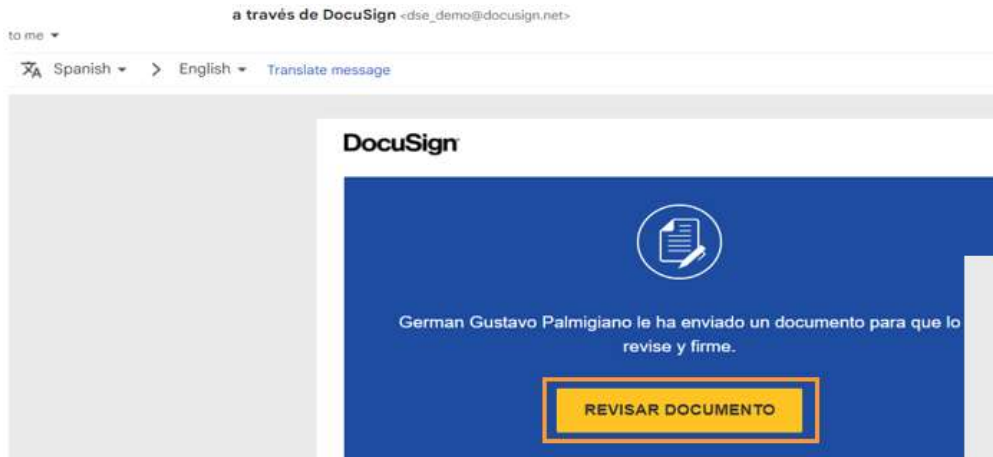 a través de DocuSign <dse_demo@docusign.net>
to me
Spanish > English Translate message
DocuSign
German Gustavo Palmigiano le ha enviado un documento para que lo
revise y firme.
REVISAR DOCUMENTO